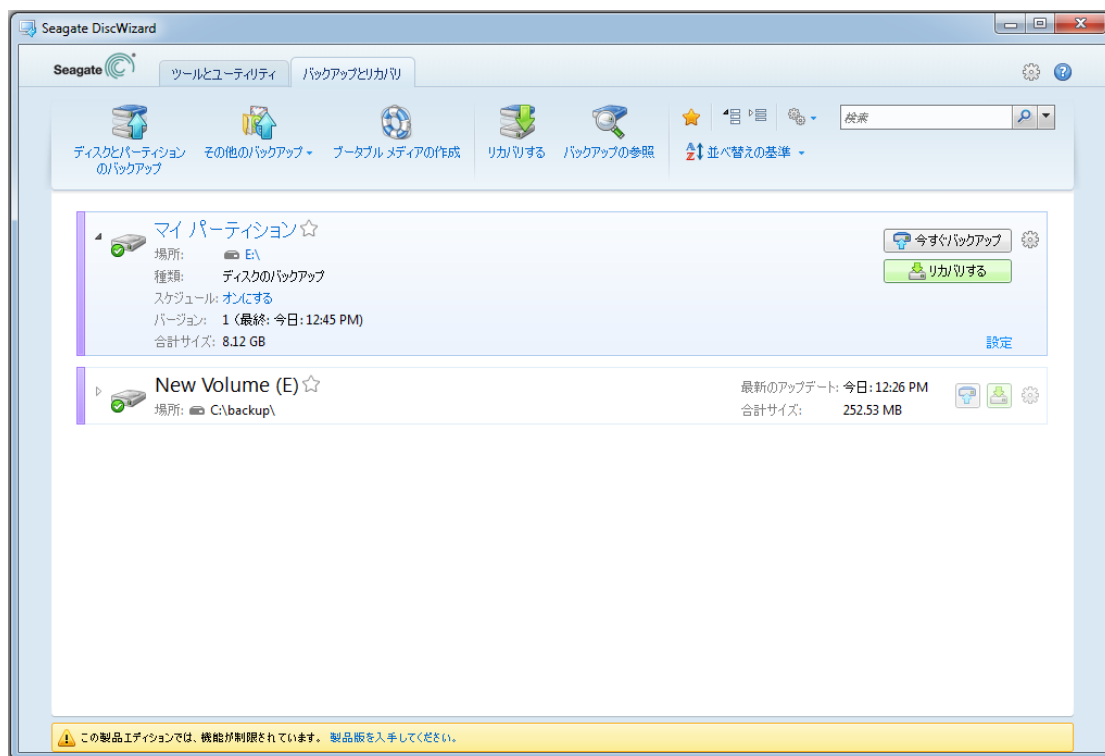 Seagate DiscWizard
Seagate
ツールとユーティリティ
バックアップとリカバリ
ディスクとパーティション
のバックアップ
その他のバックアップ
ブータブル メディアの作成
リカバリする
バックアップの参照
並べ替えの基準
検索
マイ パーティション
場所: E:\
種類: ディスクのバックアップ
スケジュール: オンにする
バージョン: 1 (最終: 今日: 12:45 PM)
合計サイズ: 8.12 GB
今すぐバックアップ
リカバリする
設定
New Volume (E)
場所: C:\backup\
最新のアップデート: 今日: 12:26 PM
合計サイズ: 252.53 MB
この製品エディションでは、機能が制限されています。 製品版を入手してください。